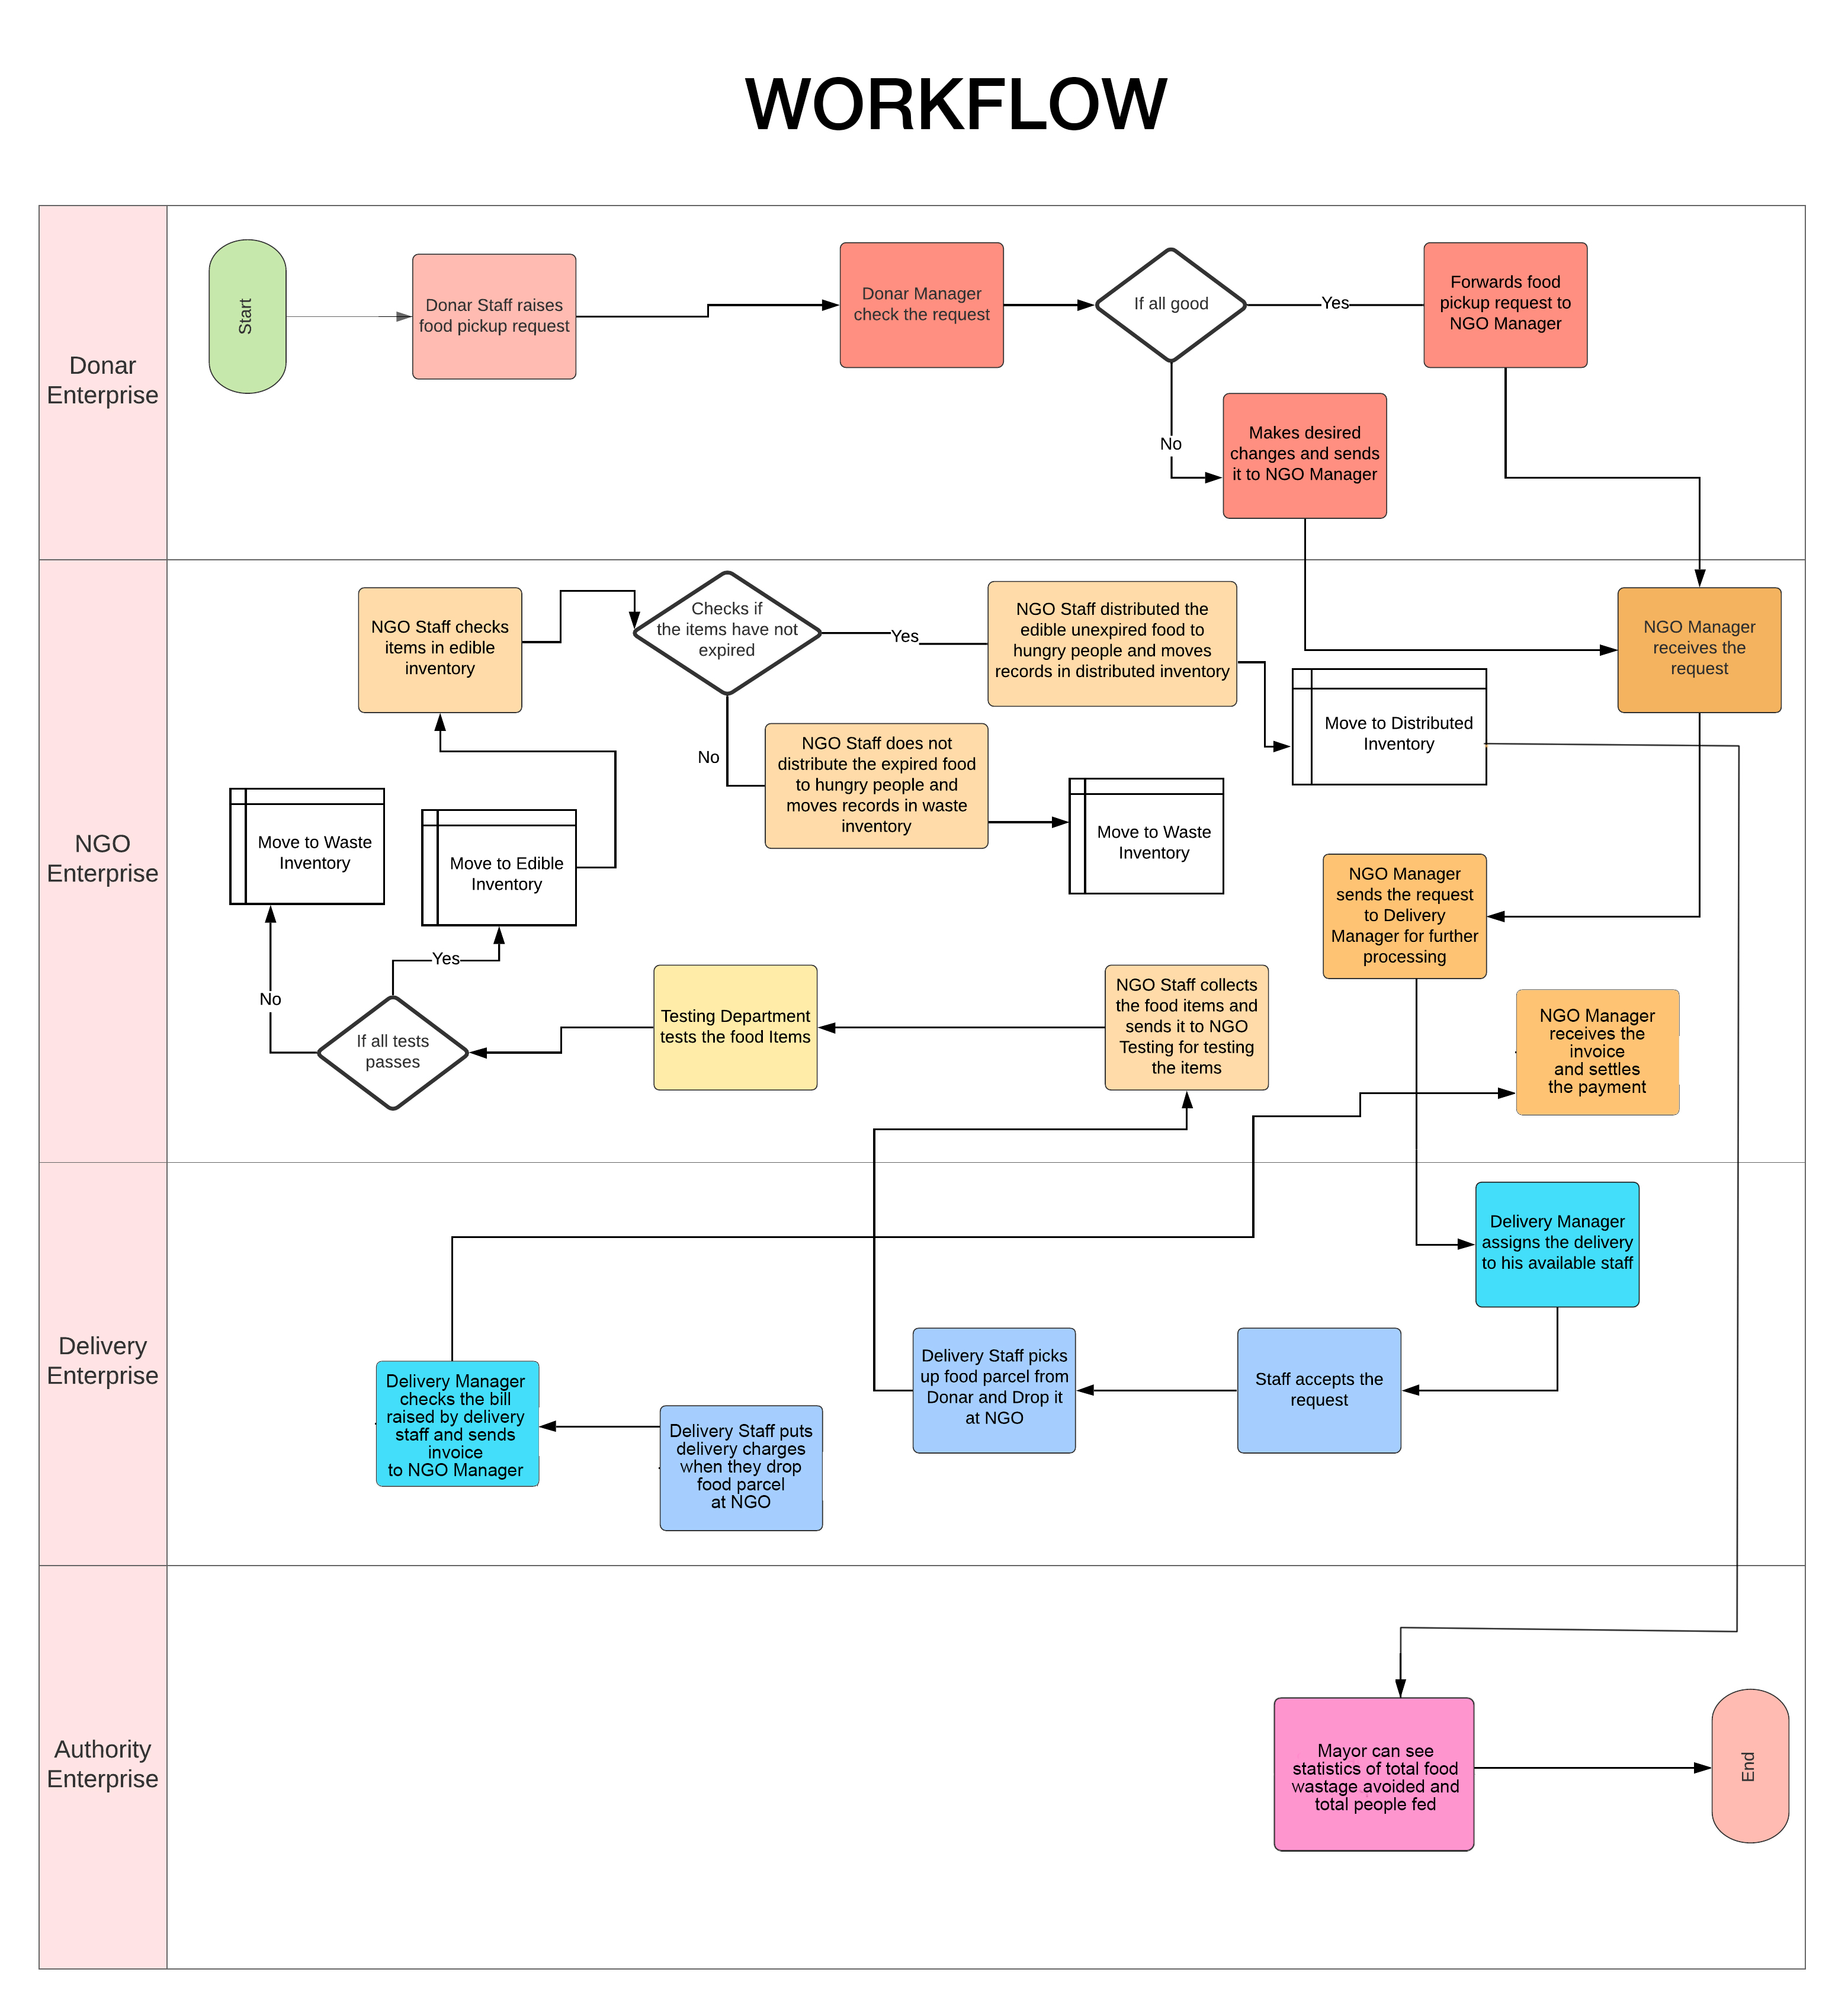 WORKFLOW
Donar
Enterprise
Start
Donar Staff raises
food pickup request
Donar Manager
check the request
If all good
Yes
Forwards food
pickup request to
NGO Manager
No
Makes desired
changes and sends
it to NGO Manager
NGO
Enterprise
NGO Staff checks
items in edible
inventory
Checks if
the items have not
expired
Yes
NGO Staff distributed the
edible unexpired food to
hungry people and moves
records in distributed inventory
NGO Manager
receives the
request
Move to Distributed
Inventory
No
NGO Staff does not
distribute the expired food
to hungry people and
moves records in waste
inventory
Move to Waste
Inventory
Move to Waste
Inventory
Move to Edible
Inventory
NGO Manager
sends the request
to Delivery
Manager for further
processing
Yes
No
If all tests
passes
Testing Department
tests the food Items
NGO Staff collects
the food items and
sends it to NGO
Testing for testing
the items
NGO Manager
receives the
invoice
and settles
the payment
Delivery
Enterprise
Delivery Manager
assigns the delivery
to his available staff
Delivery Manager
checks the bill
raised by delivery
staff and sends
invoice
to NGO Manager
Delivery Staff puts
delivery charges
when they drop
food parcel
at NGO
Delivery Staff picks
up food parcel from
Donar and Drop it
at NGO
Staff accepts the
request
Authority
Enterprise
Mayor can see
statistics of total food
wastage avoided and
total people fed
End